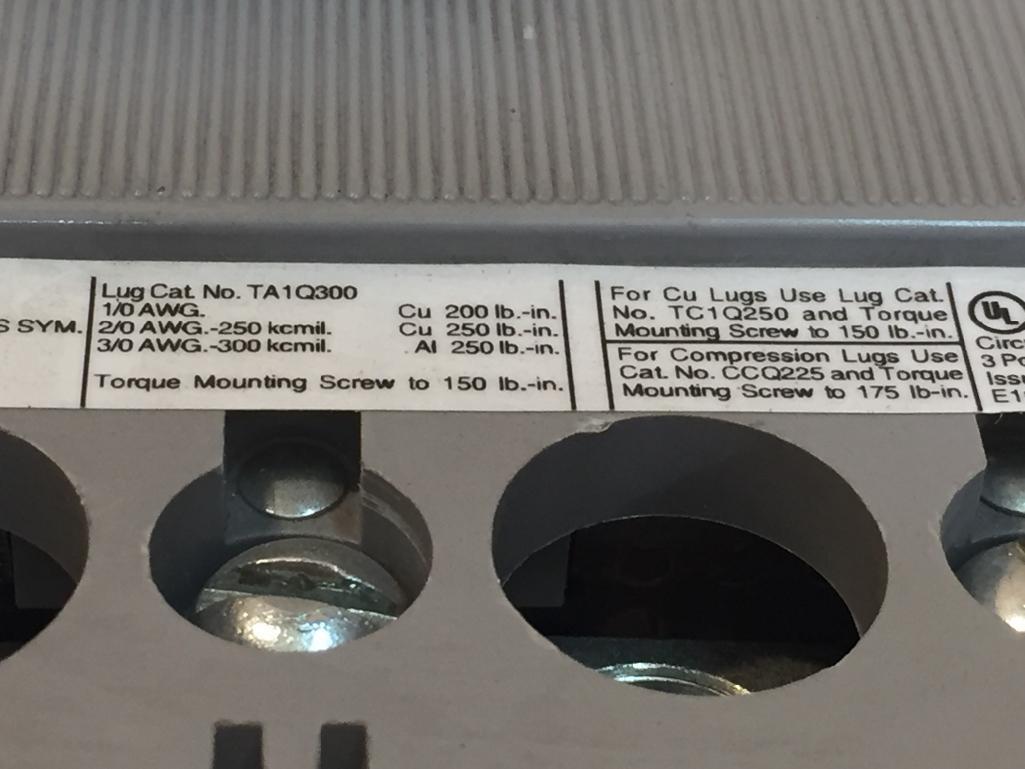 S SYM.
Lug Cat. No. TA1Q300
1/0 AWG. Cu 200 lb.-in.
2/0 AWG.-250 kcmil. Cu 250 lb.-in.
3/0 AWG.-300 kcmil. Al 250 lb.-in.
Torque Mounting Screw to 150 lb.-in.
For Cu Lugs Use Lug Cat.
No. TC1Q250 and Torque
Mounting Screw to 150 lb.-in.
For Compression Lugs Use
Cat. No. CCQ225 and Torque
Mounting Screw to 175 lb-in.
UL
Circ
3 Po
Issu
E1